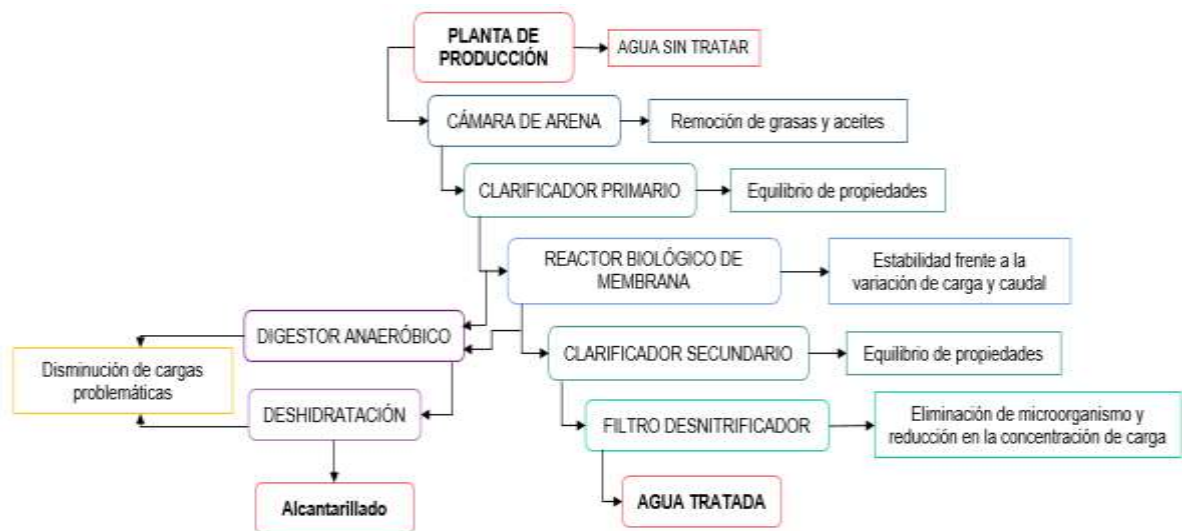 PLANTA DE
PRODUCCIÓN
AGUA SIN TRATAR
CÁMARA DE ARENA
Remoción de grasas y aceites
CLARIFICADOR PRIMARIO
Equilibrio de propiedades
REACTOR BIOLÓGICO DE
MEMBRANA
Estabilidad frente a la
variación de carga y caudal
DIGESTOR ANAERÓBICO
CLARIFICADOR SECUNDARIO
Equilibrio de propiedades
Disminución de cargas
problemáticas
DESHIDRATACIÓN
FILTRO DESNITRIFICADOR
Eliminación de microorganismo y
reducción en la concentración de carga
Alcantarillado
AGUA TRATADA